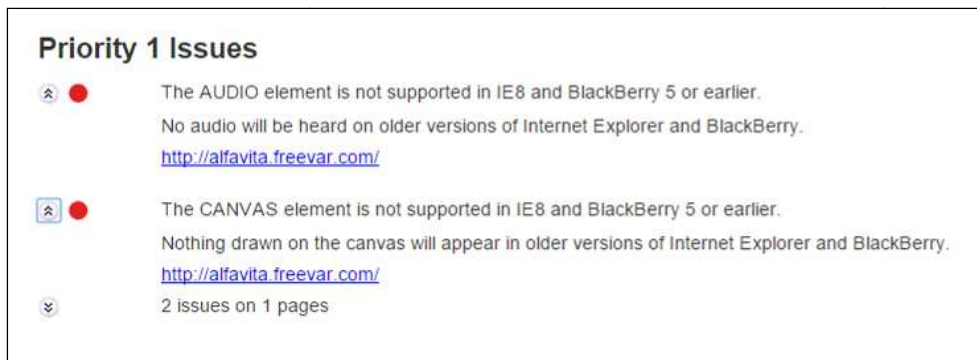 Priority 1 Issues
The AUDIO element is not supported in IE8 and BlackBerry 5 or earlier.
No audio will be heard on older versions of Internet Explorer and BlackBerry.
http://alfavita.freevar.com/
The CANVAS element is not supported in IE8 and BlackBerry 5 or earlier.
Nothing drawn on the canvas will appear in older versions of Internet Explorer and BlackBerry.
http://alfavita.freevar.com/
2 issues on 1 pages